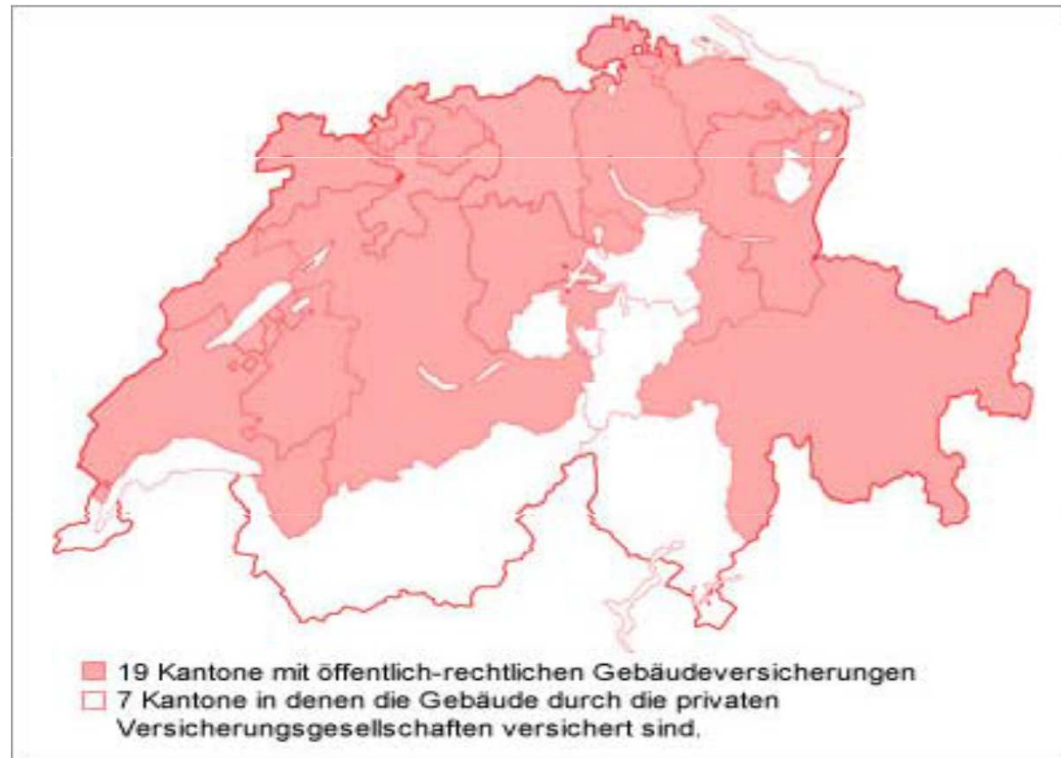 19 Kantone mit öffentlich-rechtlichen Gebäudeversicherungen
7 Kantone in denen die Gebäude durch die privaten
Versicherungsgesellschaften versichert sind.